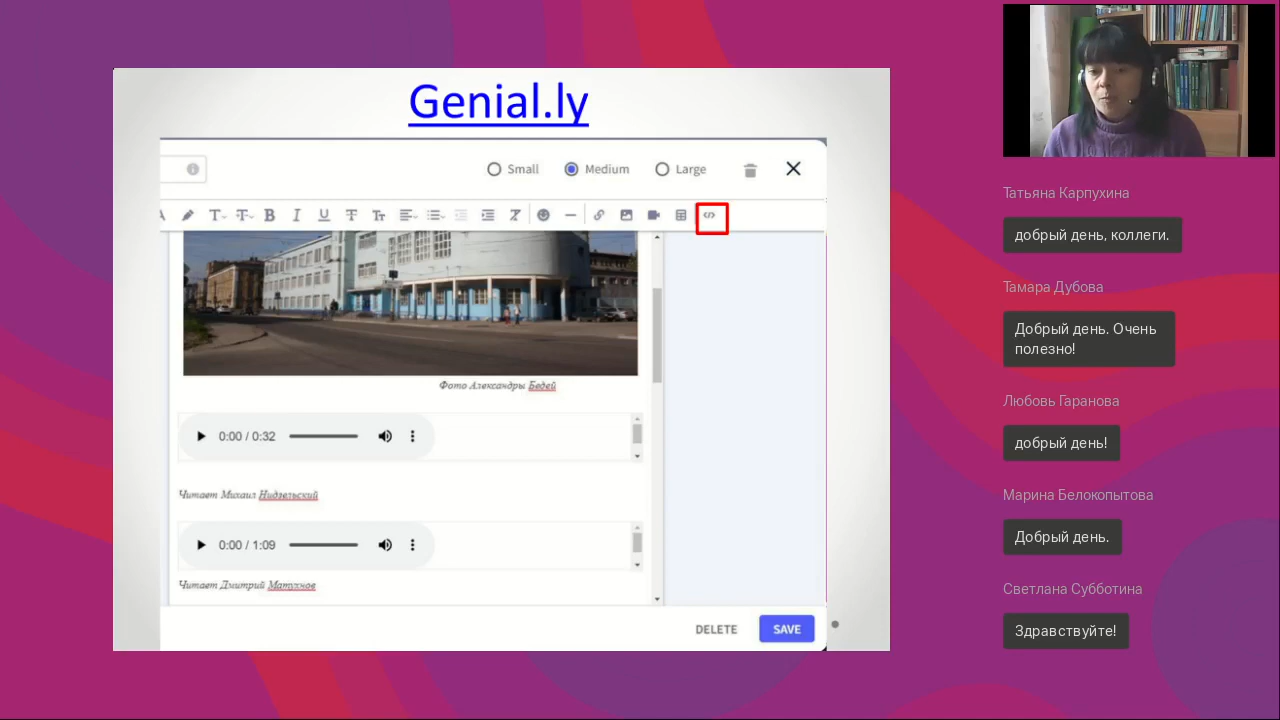 Genial.ly
Small
Medium
Large
Фото Александры Бедей
0:00 / 0:32
Читает Михаил Нидзельский
0:00 / 1:09
Читает Дмитрий
DELETE
SAVE
Татьяна Карпухина
добрый день, коллеги.
Тамара Дубова
Добрый день. Очень
полезно!
Любовь Гаранова
добрый день!
Марина Белокопытова
Добрый день.
Светлана Субботина
Здравствуйте!